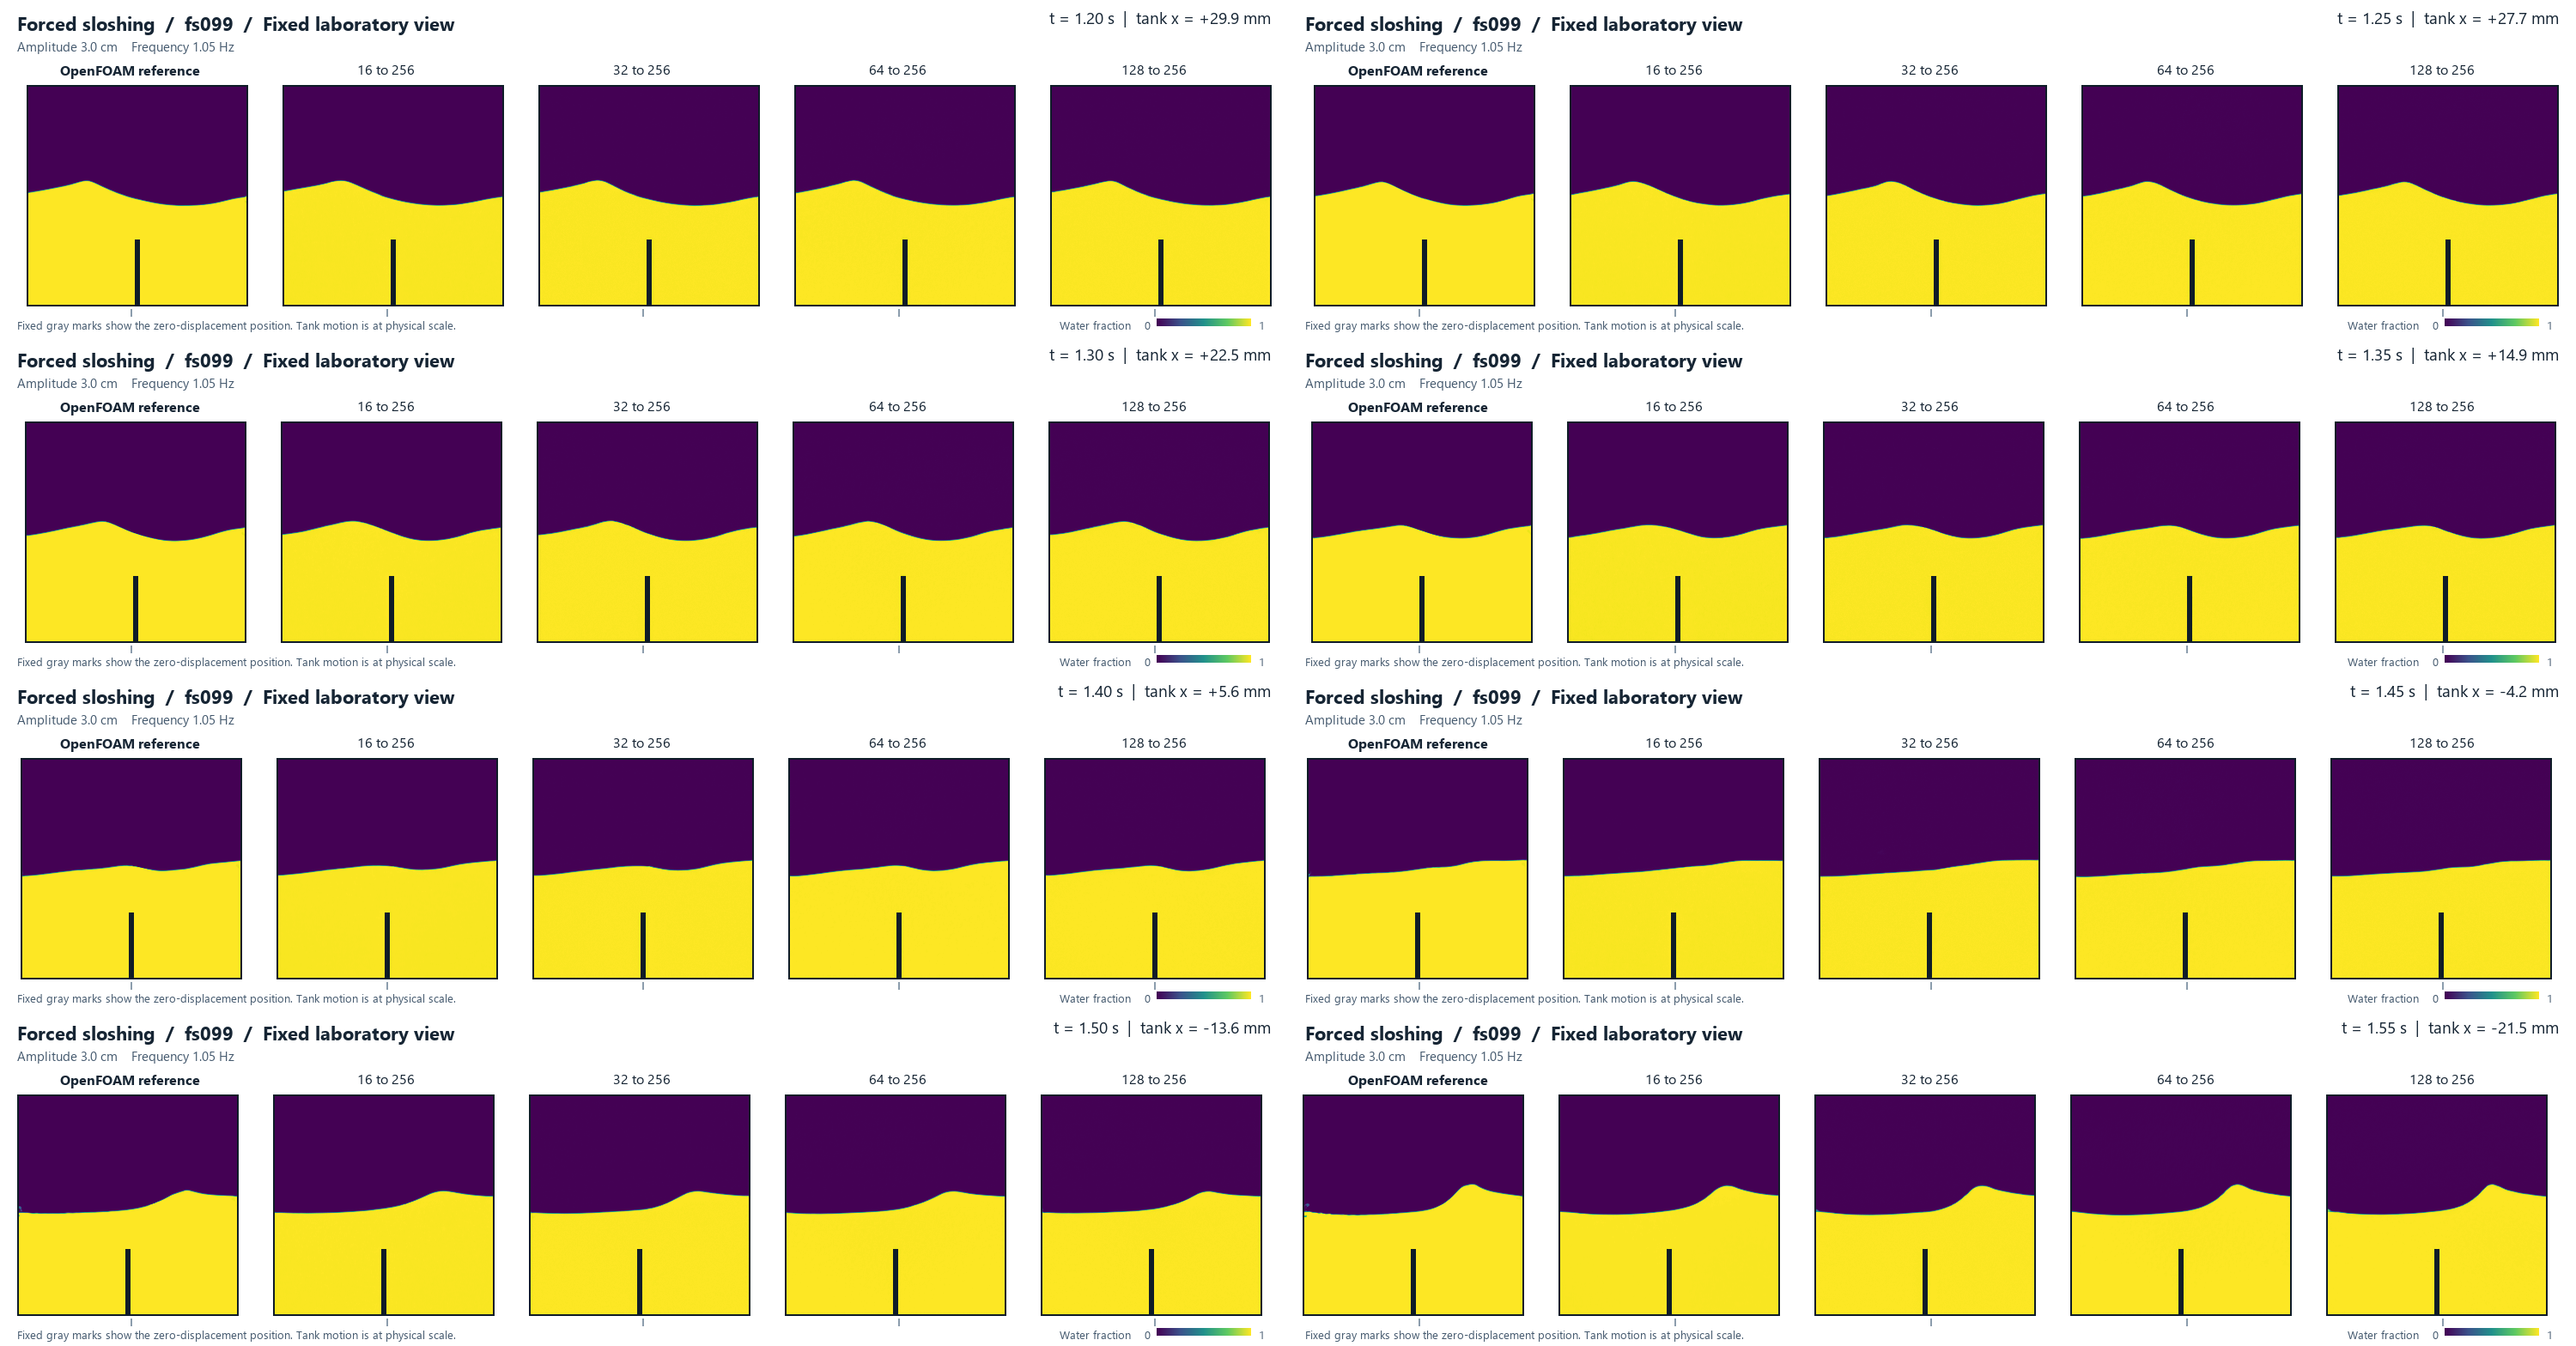 Forced sloshing / fs099 / Fixed laboratory view
t = 1.20 s | tank x = +29.9 mm
Amplitude 3.0 cm Frequency 1.05 Hz
OpenFOAM reference 16 to 256 32 to 256 64 to 256 128 to 256
Fixed gray marks show the zero-displacement position. Tank motion is at physical scale.
Water fraction 0 1
Forced sloshing / fs099 / Fixed laboratory view
t = 1.25 s | tank x = +27.7 mm
Amplitude 3.0 cm Frequency 1.05 Hz
OpenFOAM reference 16 to 256 32 to 256 64 to 256 128 to 256
Fixed gray marks show the zero-displacement position. Tank motion is at physical scale.
Water fraction 0 1
Forced sloshing / fs099 / Fixed laboratory view
t = 1.30 s | tank x = +22.5 mm
Amplitude 3.0 cm Frequency 1.05 Hz
OpenFOAM reference 16 to 256 32 to 256 64 to 256 128 to 256
Fixed gray marks show the zero-displacement position. Tank motion is at physical scale.
Water fraction 0 1
Forced sloshing / fs099 / Fixed laboratory view
t = 1.35 s | tank x = +14.9 mm
Amplitude 3.0 cm Frequency 1.05 Hz
OpenFOAM reference 16 to 256 32 to 256 64 to 256 128 to 256
Fixed gray marks show the zero-displacement position. Tank motion is at physical scale.
Water fraction 0 1
Forced sloshing / fs099 / Fixed laboratory view
t = 1.40 s | tank x = +5.6 mm
Amplitude 3.0 cm Frequency 1.05 Hz
OpenFOAM reference 16 to 256 32 to 256 64 to 256 128 to 256
Fixed gray marks show the zero-displacement position. Tank motion is at physical scale.
Water fraction 0 1
Forced sloshing / fs099 / Fixed laboratory view
t = 1.45 s | tank x = -4.2 mm
Amplitude 3.0 cm Frequency 1.05 Hz
OpenFOAM reference 16 to 256 32 to 256 64 to 256 128 to 256
Fixed gray marks show the zero-displacement position. Tank motion is at physical scale.
Water fraction 0 1
Forced sloshing / fs099 / Fixed laboratory view
t = 1.50 s | tank x = -13.6 mm
Amplitude 3.0 cm Frequency 1.05 Hz
OpenFOAM reference 16 to 256 32 to 256 64 to 256 128 to 256
Fixed gray marks show the zero-displacement position. Tank motion is at physical scale.
Water fraction 0 1
Forced sloshing / fs099 / Fixed laboratory view
t = 1.55 s | tank x = -21.5 mm
Amplitude 3.0 cm Frequency 1.05 Hz
OpenFOAM reference 16 to 256 32 to 256 64 to 256 128 to 256
Fixed gray marks show the zero-displacement position. Tank motion is at physical scale.
Water fraction 0 1